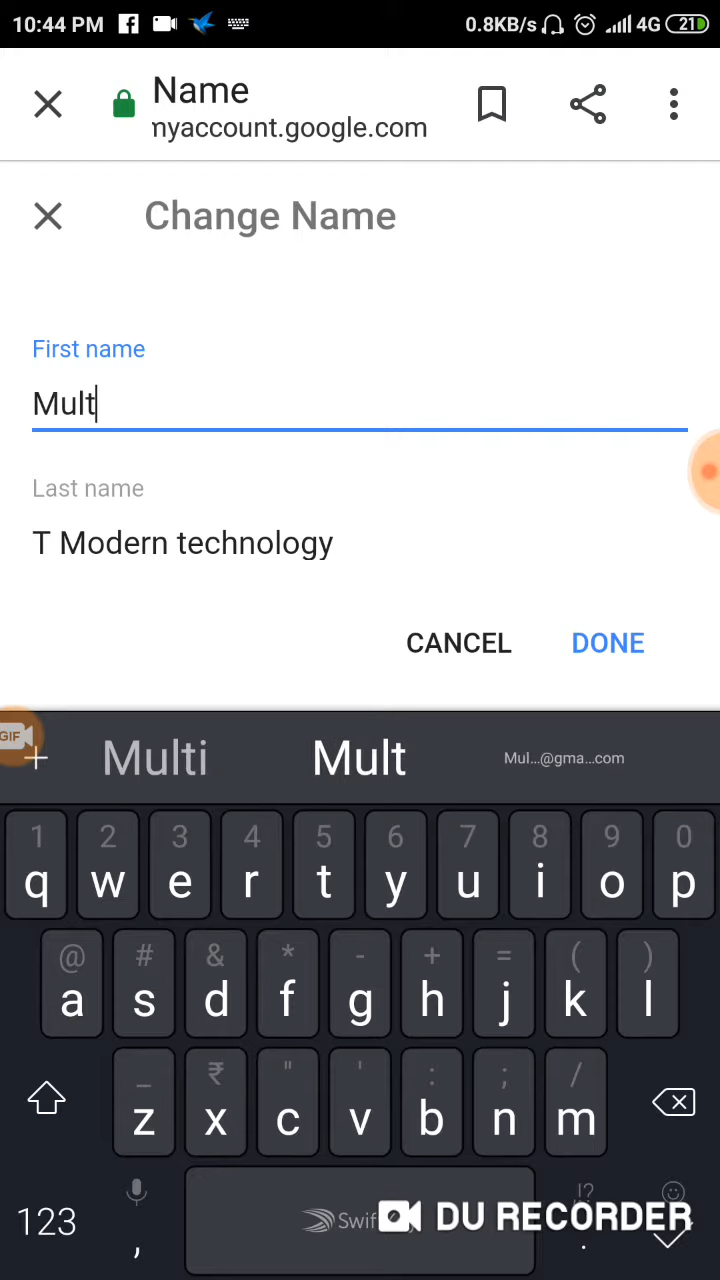 10:44 PM 0.8KB/s 4G 21
Name
nyaccount.google.com
Change Name
First name
Mult
Last name
T Modern technology
CANCEL DONE
GIF
+ Multi Mult Mul...@gma...com
1 2 3 4 5 6 7 8 9 0
q w e r t y u i o p
@ # & * - + = ( )
a s d f g h j k l
_ ₹ " ' : ; /
z x c v b n m
!?
123 , Swif .
DU RECORDER